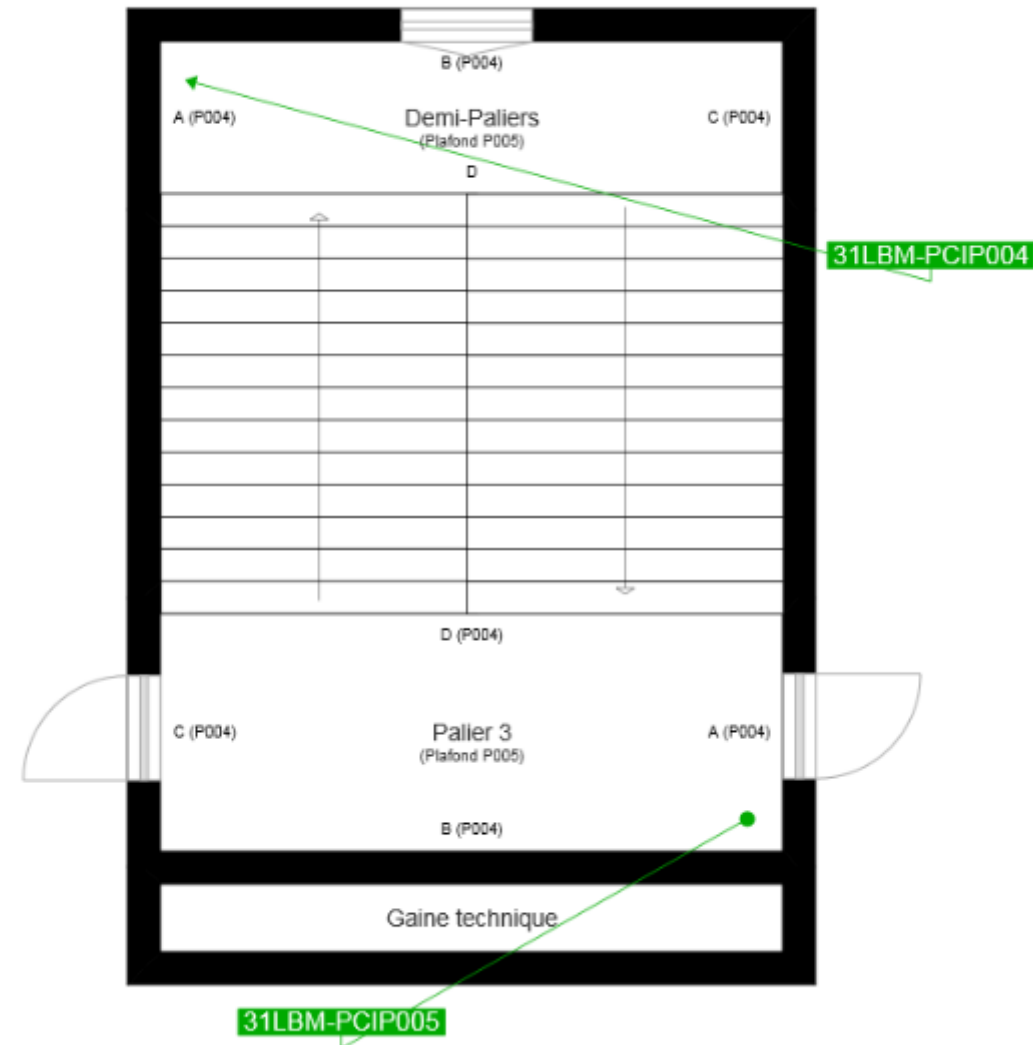 B (P004)
A (P004)
Demi-Paliers
C (P004)
(Plafond P005)
D
31LBM-PCIP004
D (P004)
C (P004)
Palier 3
A (P004)
(Plafond P005)
B (P004)
Gaine technique
31LBM-PCIP005